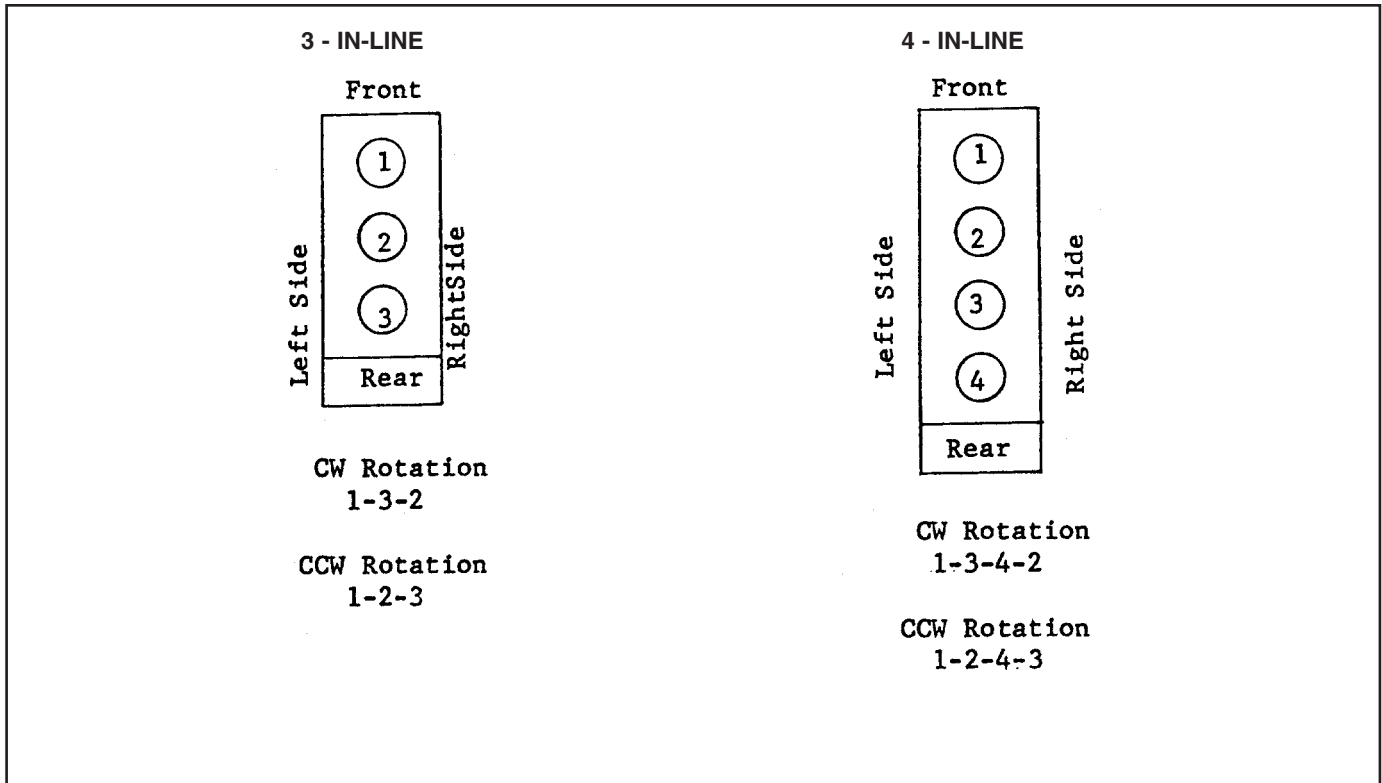 3 - IN-LINE
Front
1
2
3
Left Side
RightSide
Rear
CW Rotation
1-3-2
CCW Rotation
1-2-3
4 - IN-LINE
Front
1
2
3
4
Left Side
Right Side
Rear
CW Rotation
1-3-4-2
CCW Rotation
1-2-4-3